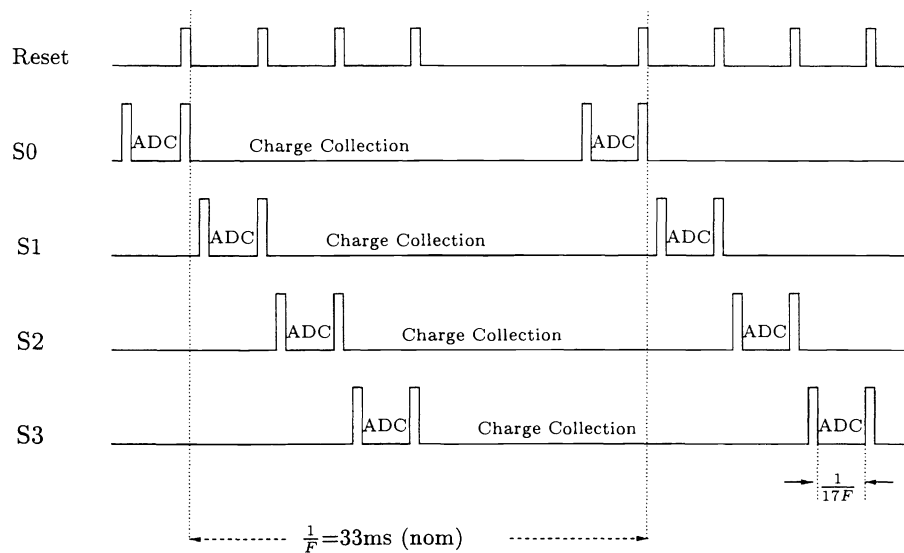 Reset
S0
ADC
Charge Collection
ADC
S1
ADC
Charge Collection
ADC
S2
ADC
Charge Collection
ADC
S3
ADC
Charge Collection
ADC
1/17F
1/F=33ms (nom)